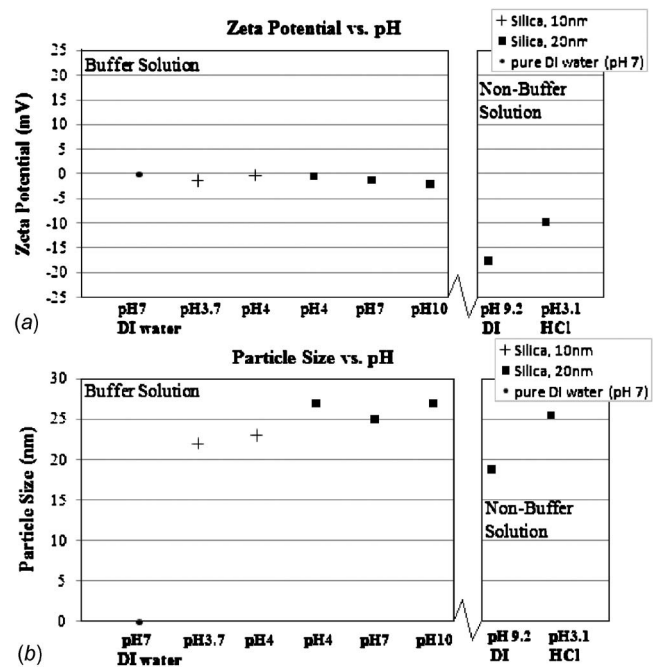 Zeta Potential vs. pH
Silica, 10nm
Silica, 20nm
pure DI water (pH 7)
Zeta Potential (mV)
25
20
15
10
5
0
-5
-10
-15
-20
-25
Buffer Solution
Non-Buffer
Solution
pH7
DI water
pH3.7
pH4
pH4
pH7
pH10
pH 9.2
DI
pH3.1
HCl
(a)
Particle Size vs. pH
Silica, 10nm
Silica, 20nm
pure DI water (pH 7)
Particle Size (nm)
30
25
20
15
10
5
0
Buffer Solution
Non-Buffer
Solution
pH7
DI water
pH3.7
pH4
pH4
pH7
pH10
pH 9.2
DI
pH3.1
HCl
(b)